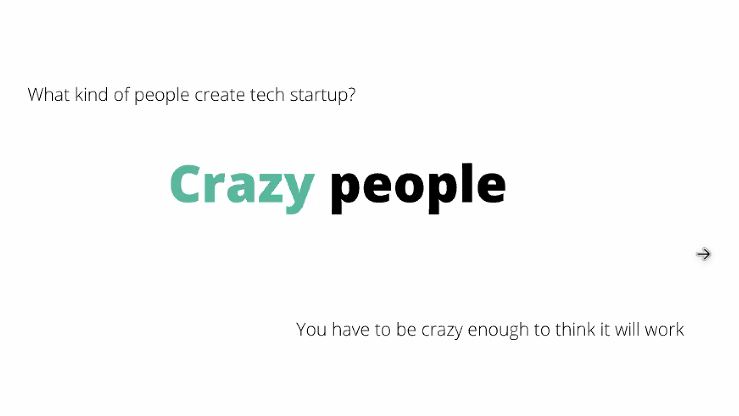 What kind of people create tech startup?
Crazy people
You have to be crazy enough to think it will work